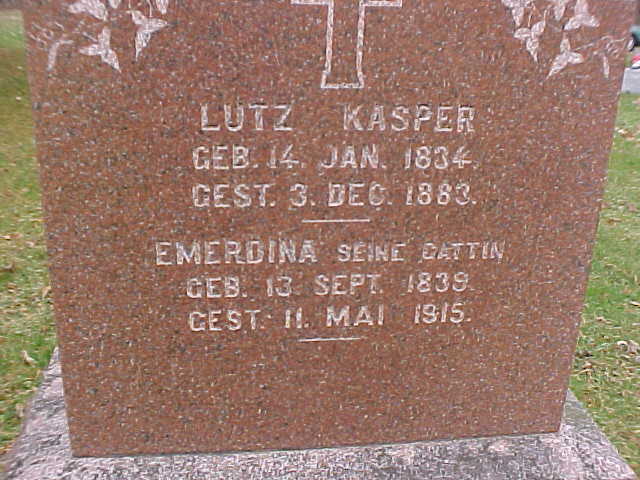 LUTZ KASPER
GEB. 14. JAN. 1834.
GEST. 3. DEC. 1883.
EMERDINA SEINE GATTIN
GEB. 13. SEPT. 1839.
GEST. 11. MAI 1915.